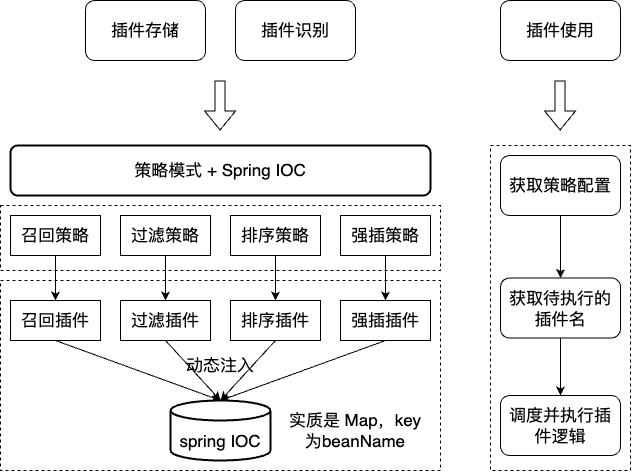 插件存储
插件识别
插件使用
策略模式 + Spring IOC
召回策略
过滤策略
排序策略
强插策略
召回插件
过滤插件
排序插件
强插插件
动态注入
spring IOC
实质是 Map，key
为beanName
获取策略配置
获取待执行的
插件名
调度并执行插
件逻辑